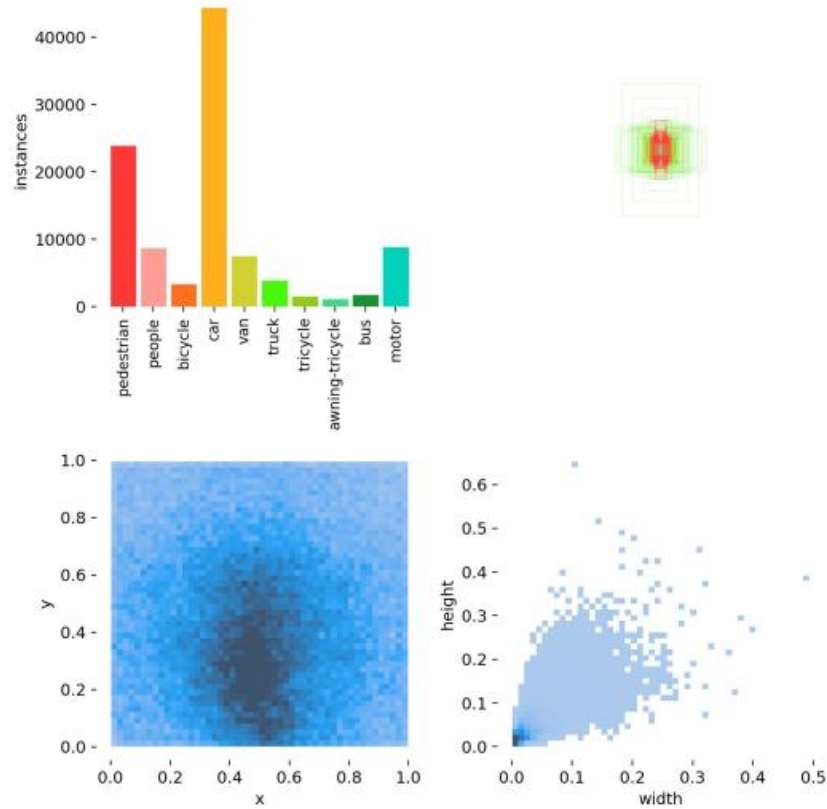 40000
30000
20000
10000
0
instances
pedestrian
people
bicycle
car
van
truck
tricycle
awning-tricycle
bus
motor
1.0
0.8
0.6
0.4
0.2
0.0
y
0.0 0.2 0.4 0.6 0.8 1.0
x
0.6
0.5
0.4
0.3
0.2
0.1
0.0
height
0.0 0.1 0.2 0.3 0.4 0.5
width